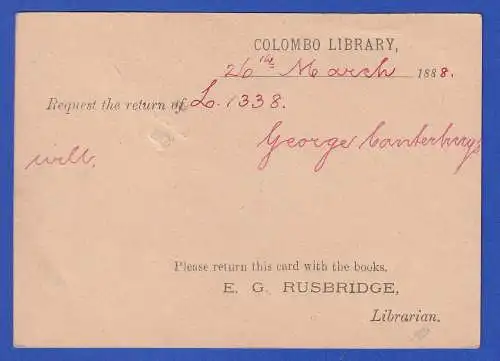 COLOMBO LIBRARY,
26th March 1888.
Request the return of L. 1338.
George Canterbury's
will.
Please return this card with the books.
E. G. RUSBRIDGE,
Librarian.